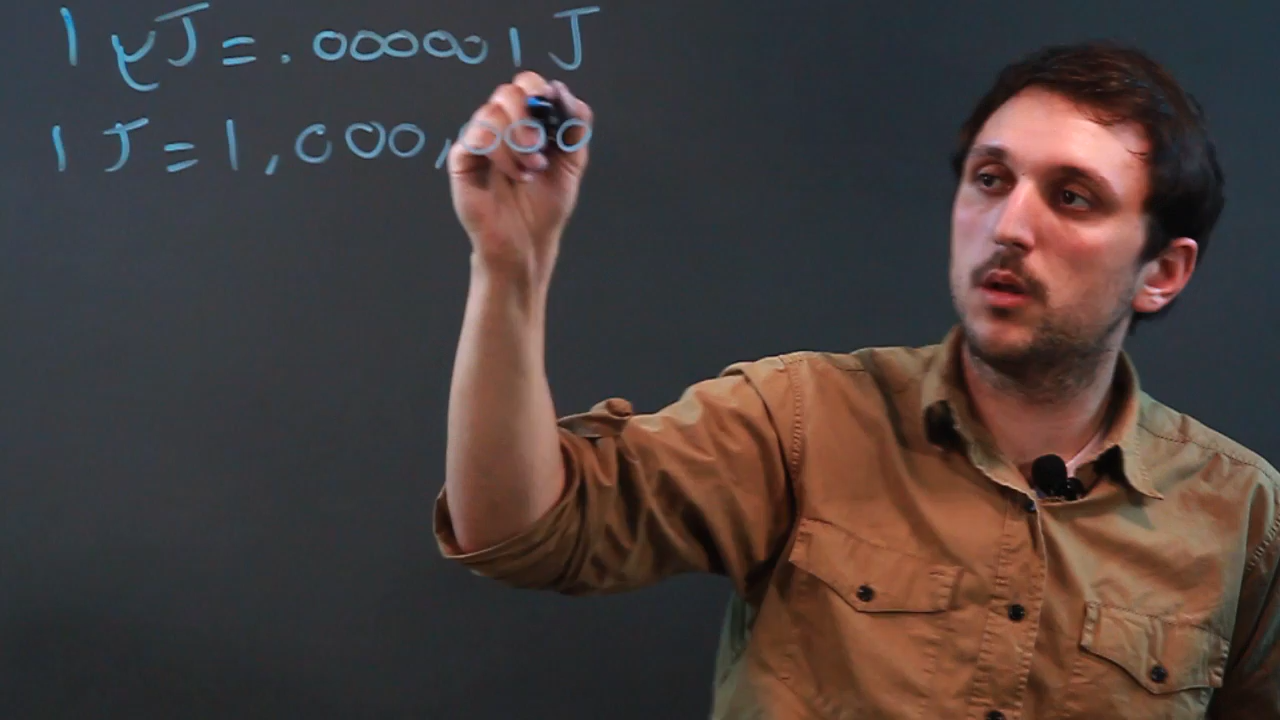 1 μJ = .000001 J
1 J = 1,000,000